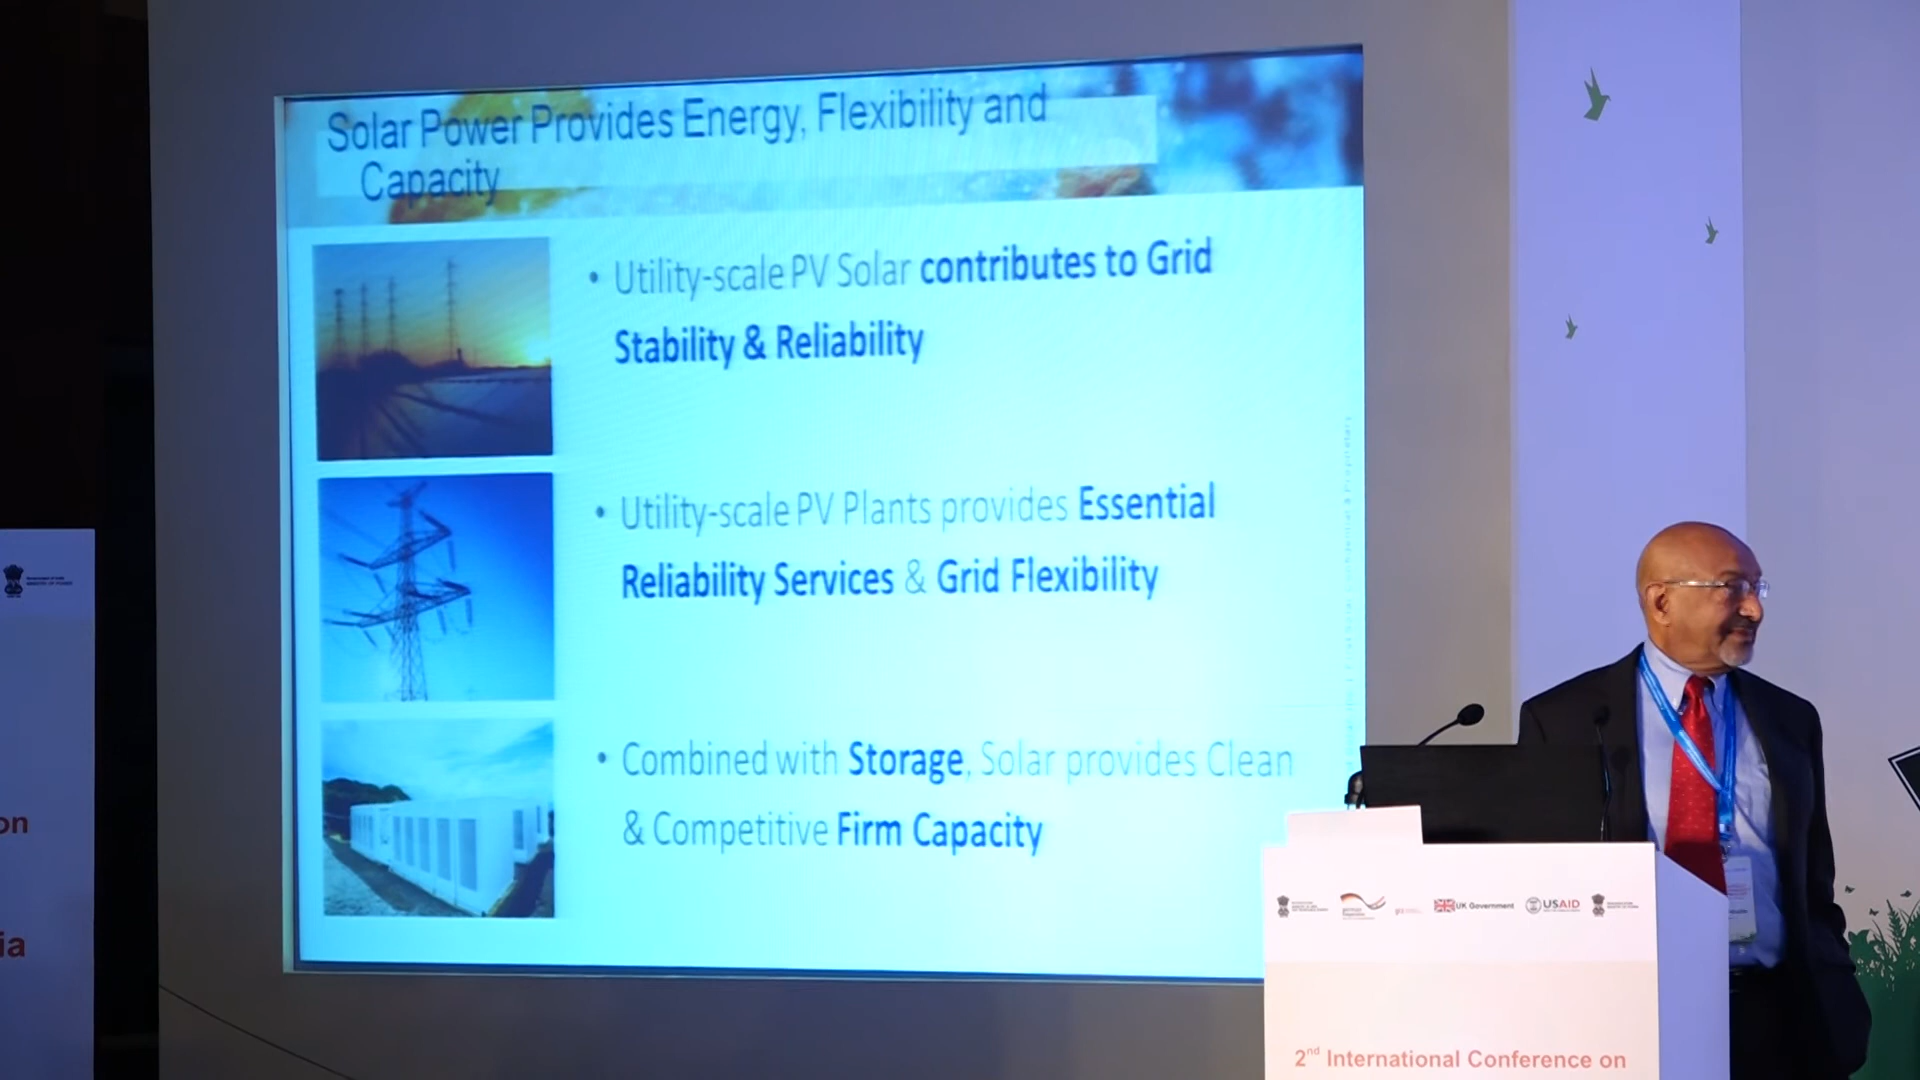 Solar Power Provides Energy, Flexibility and
Capacity
• Utility-scale PV Solar contributes to Grid
Stability & Reliability
• Utility-scale PV Plants provides Essential
Reliability Services & Grid Flexibility
• Combined with Storage, Solar provides Clean
& Competitive Firm Capacity
on
ia
UK Government
USAID
2nd International Conference on